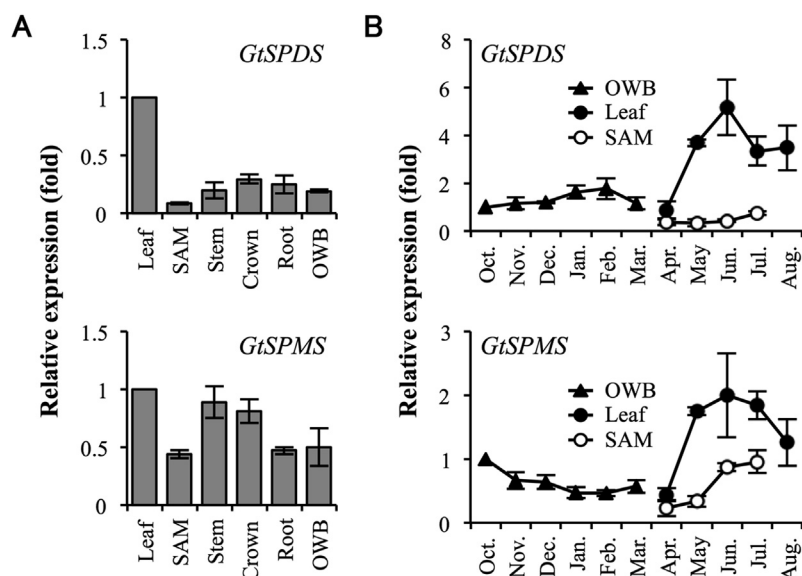 A
B
Relative expression (fold)
1.5
1
0.5
0
GtSPDS
Leaf
SAM
Stem
Crown
Root
OWB
1.5
1
0.5
0
GtSPMS
Leaf
SAM
Stem
Crown
Root
OWB
Relative expression (fold)
8
6
4
2
0
GtSPDS
OWB
Leaf
SAM
Oct.
Nov.
Dec.
Jan.
Feb.
Mar.
Apr.
May
Jun.
Jul.
Aug.
3
2
1
0
GtSPMS
OWB
Leaf
SAM
Oct.
Nov.
Dec.
Jan.
Feb.
Mar.
Apr.
May
Jun.
Jul.
Aug.